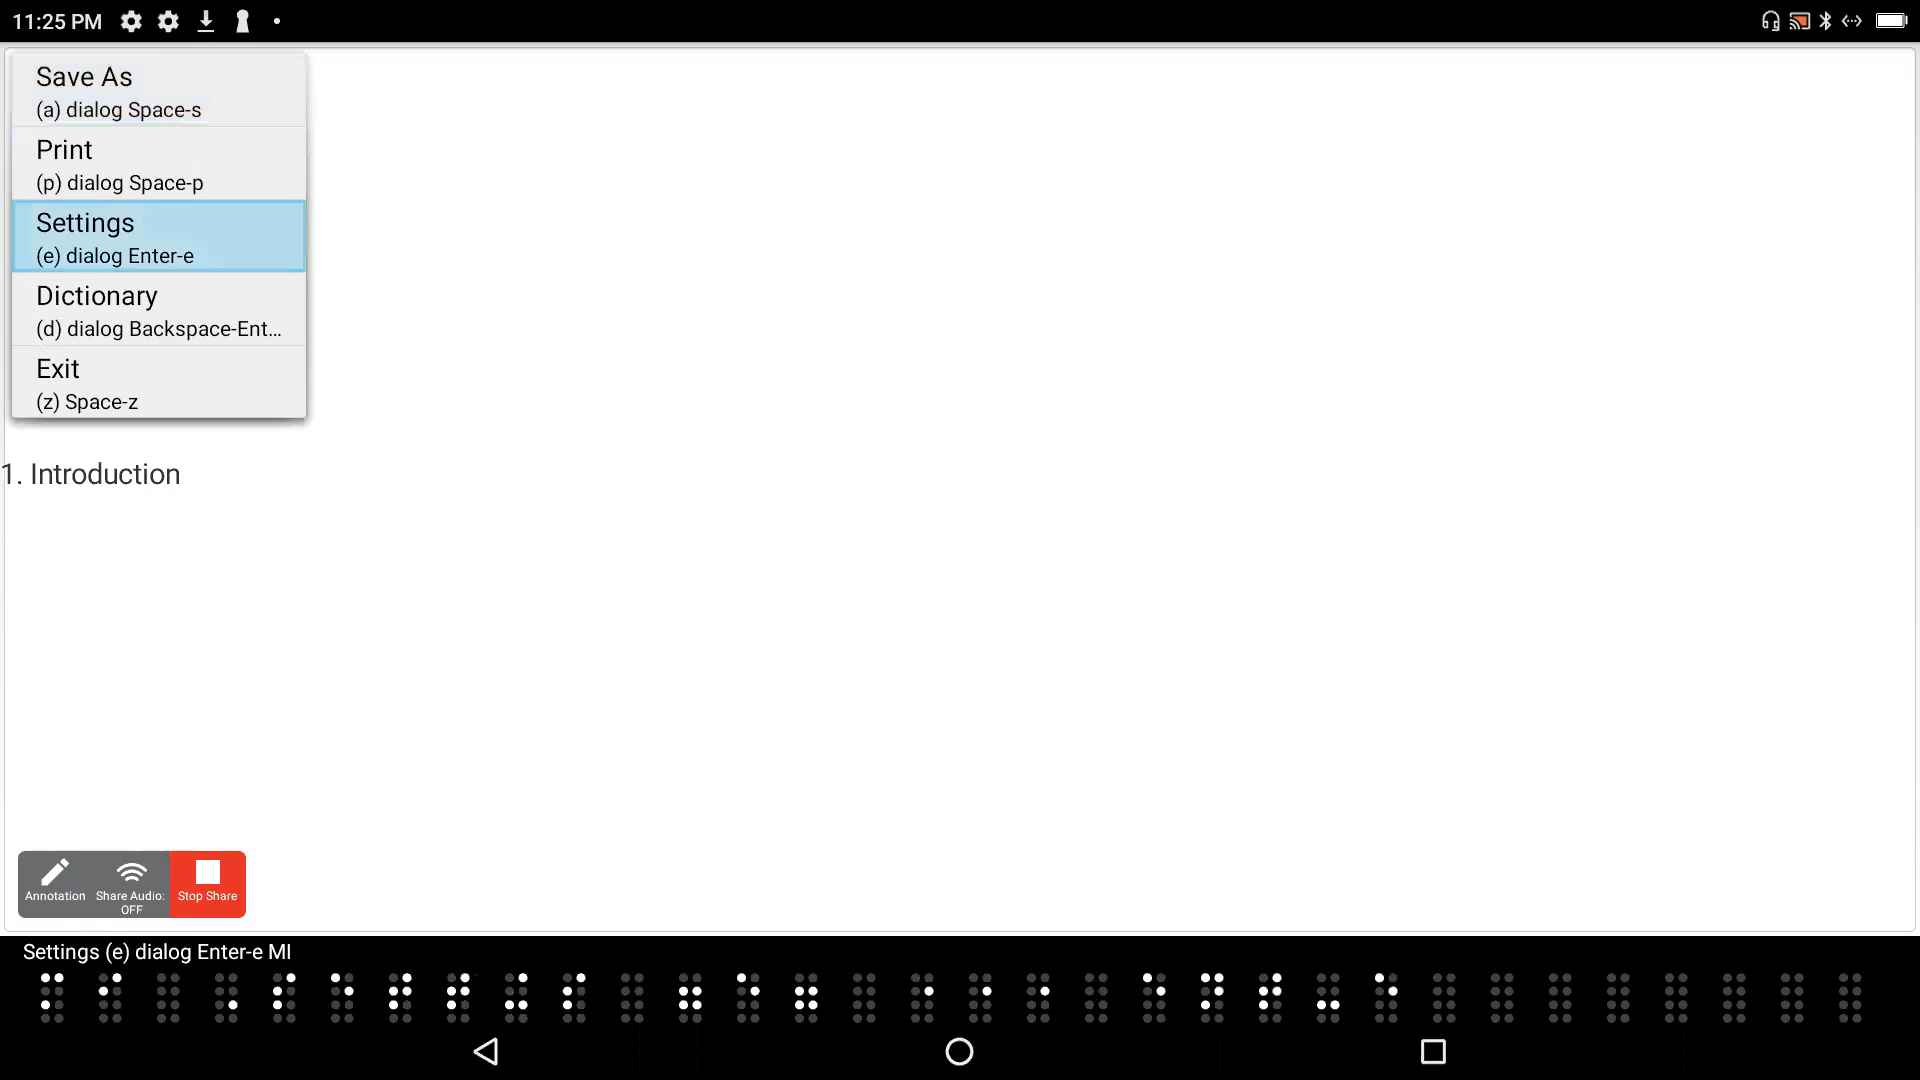 11:25 PM
Save As
(a) dialog Space-s
Print
(p) dialog Space-p
Settings
(e) dialog Enter-e
Dictionary
(d) dialog Backspace-Ent...
Exit
(z) Space-z
1. Introduction
Annotation
Share Audio:
OFF
Stop Share
Settings (e) dialog Enter-e MI